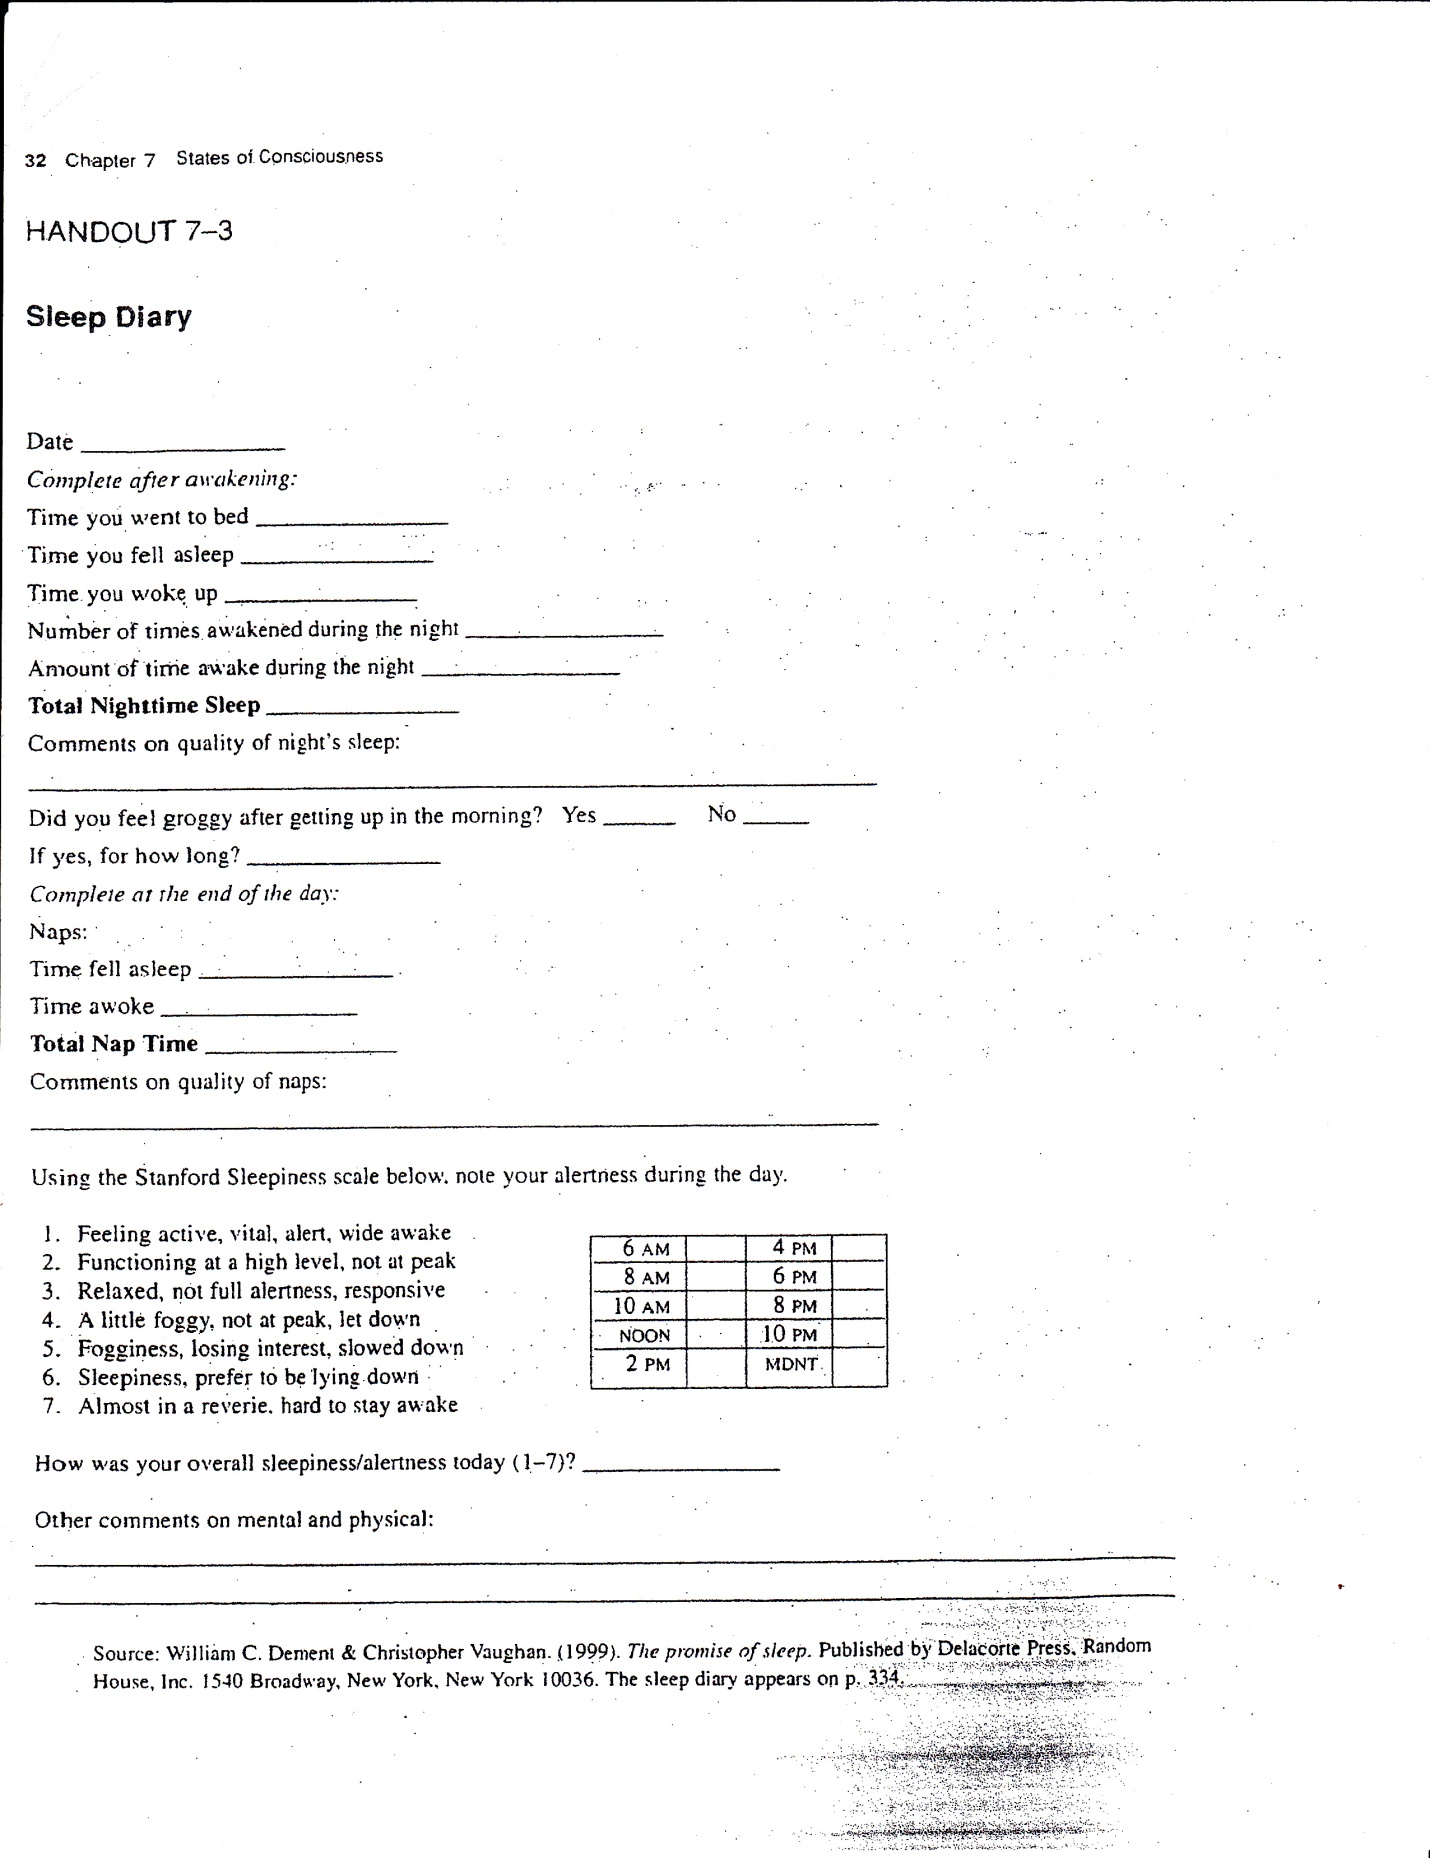 32 Chapter 7 States of Consciousness
HANDOUT 7–3
Sleep Diary
Date
Complete after awakening:
Time you went to bed
Time you fell asleep
Time you woke up
Number of times awakened during the night
Amount of time awake during the night
Total Nighttime Sleep
Comments on quality of night's sleep:
Did you feel groggy after getting up in the morning? Yes No
If yes, for how long?
Complete at the end of the day:
Naps:
Time fell asleep
Time awoke
Total Nap Time
Comments on quality of naps:
Using the Stanford Sleepiness scale below, note your alertness during the day.
1. Feeling active, vital, alert, wide awake
2. Functioning at a high level, not at peak
3. Relaxed, not full alertness, responsive
4. A little foggy, not at peak, let down
5. Fogginess, losing interest, slowed down
6. Sleepiness, prefer to be lying down
7. Almost in a reverie, hard to stay awake
6 AM 4 PM
8 AM 6 PM
10 AM 8 PM
NOON 10 PM
2 PM MDNT.
How was your overall sleepiness/alertness today (1–7)?
Other comments on mental and physical:
Source: William C. Dement & Christopher Vaughan. (1999). The promise of sleep. Published by Delacorte Press, Random
House, Inc. 1540 Broadway, New York, New York 10036. The sleep diary appears on p. 334.